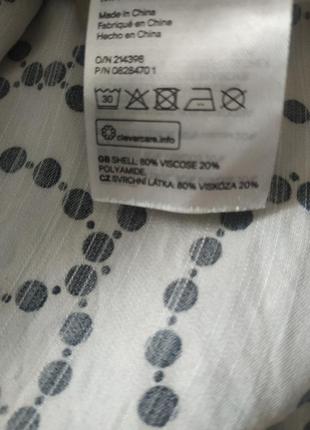 Made in China
Fabriqué en China
Hecho en China
O/N 214398
P/N 08284701
30
clevercare.info
GB SHELL: 80% VISCOSE 20%
POLYAMIDE.
CZ SVRCHNÍ LÁTKA: 80% VISKÓZA 20%